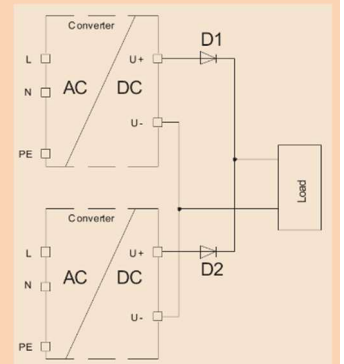 Converter
D1
L
U+
N
AC
DC
U-
PE
Load
Converter
L
U+
D2
N
AC
DC
U-
PE